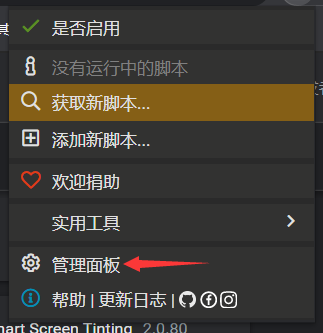 是否启用
没有运行中的脚本
获取新脚本...
添加新脚本...
欢迎捐助
实用工具
管理面板
帮助 | 更新日志 |
mart Screen Tinting 2.0.80